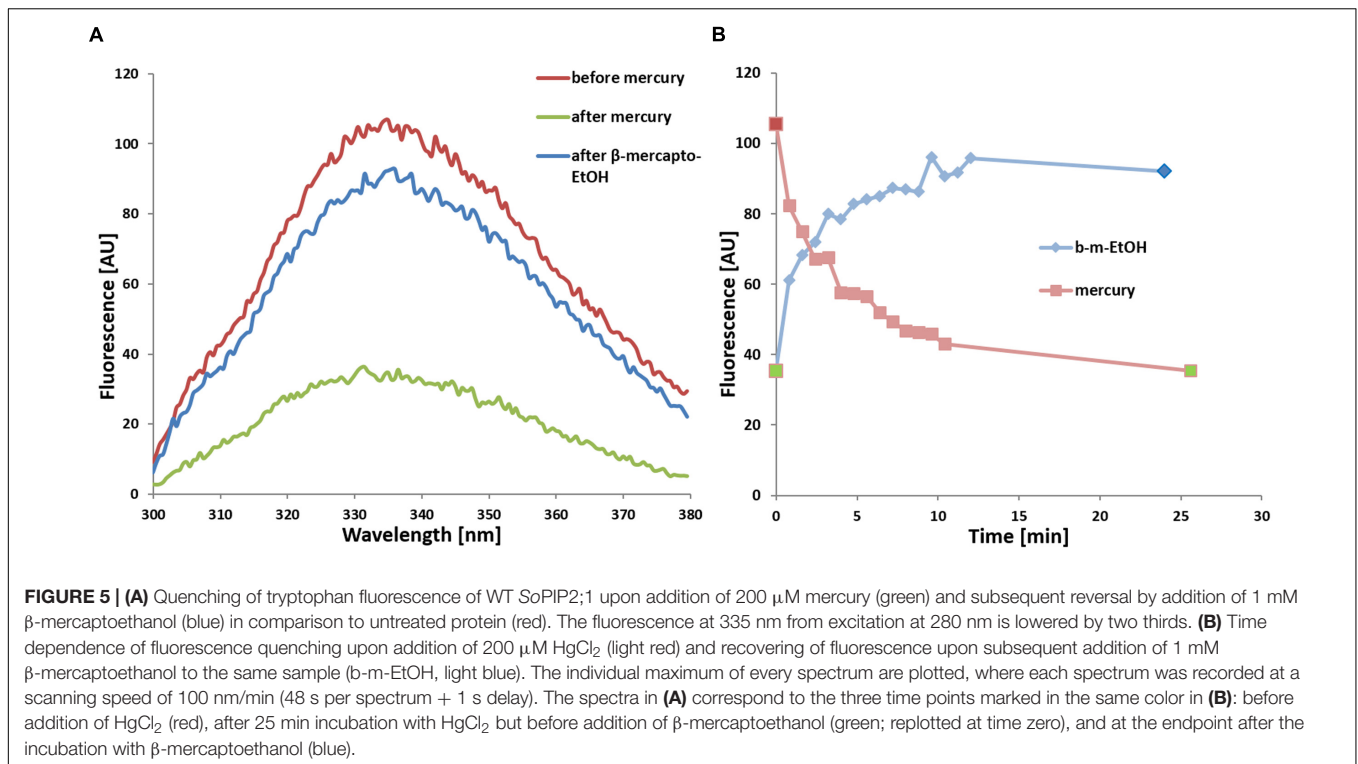 A
120
100
80
60
40
20
0
Fluorescence [AU]
300 310 320 330 340 350 360 370 380
Wavelength [nm]
before mercury
after mercury
after β-mercapto-
EtOH
B
120
100
80
60
40
20
0
Fluorescence [AU]
0 5 10 15 20 25 30
Time [min]
b-m-EtOH
mercury
FIGURE 5 | (A) Quenching of tryptophan fluorescence of WT SoPIP2;1 upon addition of 200 μM mercury (green) and subsequent reversal by addition of 1 mM
β-mercaptoethanol (blue) in comparison to untreated protein (red). The fluorescence at 335 nm from excitation at 280 nm is lowered by two thirds. (B) Time
dependence of fluorescence quenching upon addition of 200 μM HgCl₂ (light red) and recovering of fluorescence upon subsequent addition of 1 mM
β-mercaptoethanol to the same sample (b-m-EtOH, light blue). The individual maximum of every spectrum are plotted, where each spectrum was recorded at a
scanning speed of 100 nm/min (48 s per spectrum + 1 s delay). The spectra in (A) correspond to the three time points marked in the same color in (B): before
addition of HgCl₂ (red), after 25 min incubation with HgCl₂ but before addition of β-mercaptoethanol (green; replotted at time zero), and at the endpoint after the
incubation with β-mercaptoethanol (blue).